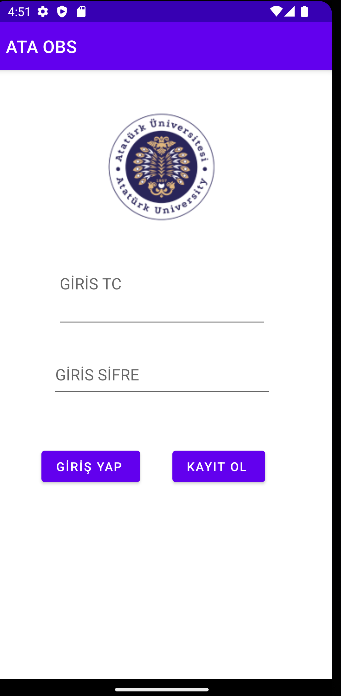 4:51
ATA OBS
Atatürk Üniversitesi
1957
Atatürk University
GİRİS TC
GİRİS SİFRE
GİRİŞ YAP
KAYIT OL